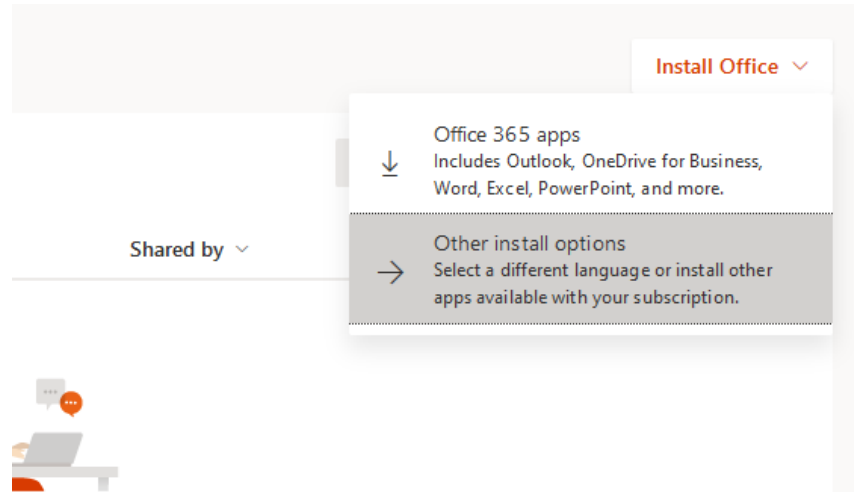 Install Office
Office 365 apps
Includes Outlook, OneDrive for Business,
Word, Excel, PowerPoint, and more.
Shared by
Other install options
Select a different language or install other
apps available with your subscription.